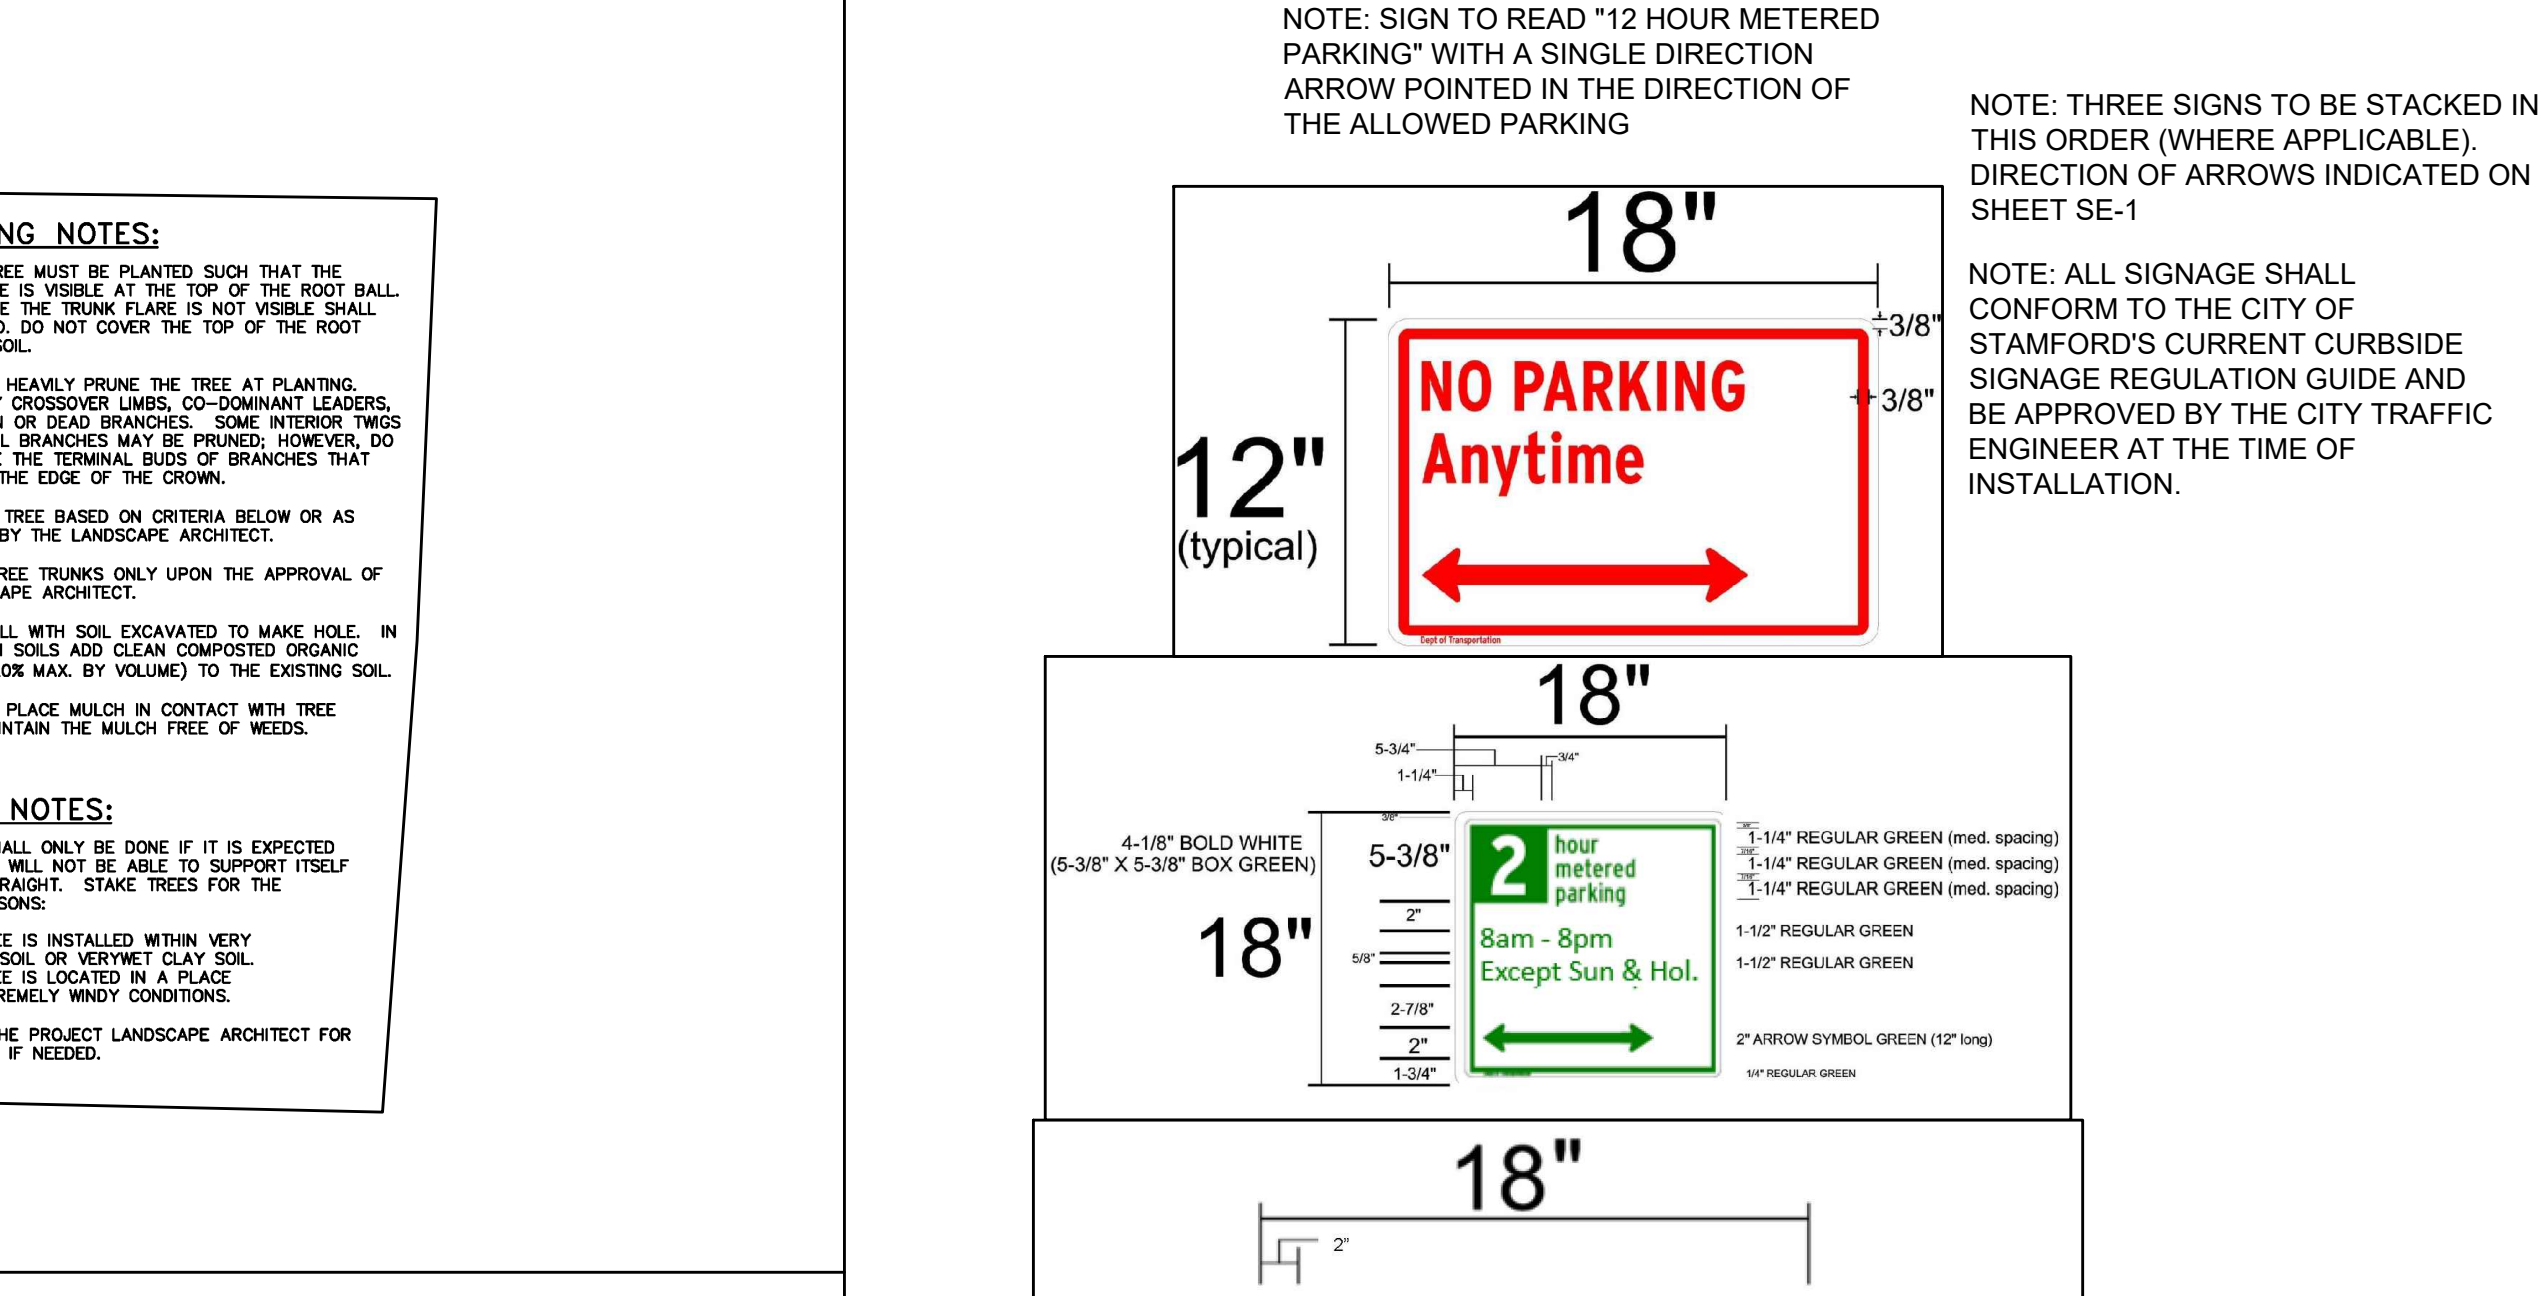 NG NOTES:
REE MUST BE PLANTED SUCH THAT THE
E IS VISIBLE AT THE TOP OF THE ROOT BALL.
E THE TRUNK FLARE IS NOT VISIBLE SHALL
D. DO NOT COVER THE TOP OF THE ROOT
SOIL.
HEAVILY PRUNE THE TREE AT PLANTING.
Y CROSSOVER LIMBS, CO-DOMINANT LEADERS,
N OR DEAD BRANCHES. SOME INTERIOR TWIGS
L BRANCHES MAY BE PRUNED; HOWEVER, DO
E THE TERMINAL BUDS OF BRANCHES THAT
THE EDGE OF THE CROWN.
TREE BASED ON CRITERIA BELOW OR AS
BY THE LANDSCAPE ARCHITECT.
REE TRUNKS ONLY UPON THE APPROVAL OF
APE ARCHITECT.
LL WITH SOIL EXCAVATED TO MAKE HOLE. IN
SOILS ADD CLEAN COMPOSTED ORGANIC
0% MAX. BY VOLUME) TO THE EXISTING SOIL.
PLACE MULCH IN CONTACT WITH TREE
INTAIN THE MULCH FREE OF WEEDS.
NOTES:
HALL ONLY BE DONE IF IT IS EXPECTED
WILL NOT BE ABLE TO SUPPORT ITSELF
RAIGHT. STAKE TREES FOR THE
SONS:
EE IS INSTALLED WITHIN VERY
SOIL OR VERYWET CLAY SOIL.
EE IS LOCATED IN A PLACE
REMELY WINDY CONDITIONS.
HE PROJECT LANDSCAPE ARCHITECT FOR
IF NEEDED.
NOTE: SIGN TO READ "12 HOUR METERED
PARKING" WITH A SINGLE DIRECTION
ARROW POINTED IN THE DIRECTION OF
THE ALLOWED PARKING
NOTE: THREE SIGNS TO BE STACKED IN
THIS ORDER (WHERE APPLICABLE).
DIRECTION OF ARROWS INDICATED ON
SHEET SE-1
NOTE: ALL SIGNAGE SHALL
CONFORM TO THE CITY OF
STAMFORD'S CURRENT CURBSIDE
SIGNAGE REGULATION GUIDE AND
BE APPROVED BY THE CITY TRAFFIC
ENGINEER AT THE TIME OF
INSTALLATION.
18"
3/8"
3/8"
12"
(typical)
NO PARKING
Anytime
Dept of Transportation
18"
5-3/4"
3/4"
1-1/4"
3/8"
4-1/8" BOLD WHITE
(5-3/8" X 5-3/8" BOX GREEN)
5-3/8"
18"
2"
5/8"
2-7/8"
2"
1-3/4"
2
hour
metered
parking
8am - 8pm
Except Sun & Hol.
1-1/4" REGULAR GREEN (med. spacing)
1-1/4" REGULAR GREEN (med. spacing)
1-1/4" REGULAR GREEN (med. spacing)
1-1/2" REGULAR GREEN
1-1/2" REGULAR GREEN
2" ARROW SYMBOL GREEN (12" long)
1/4" REGULAR GREEN
18"
2"